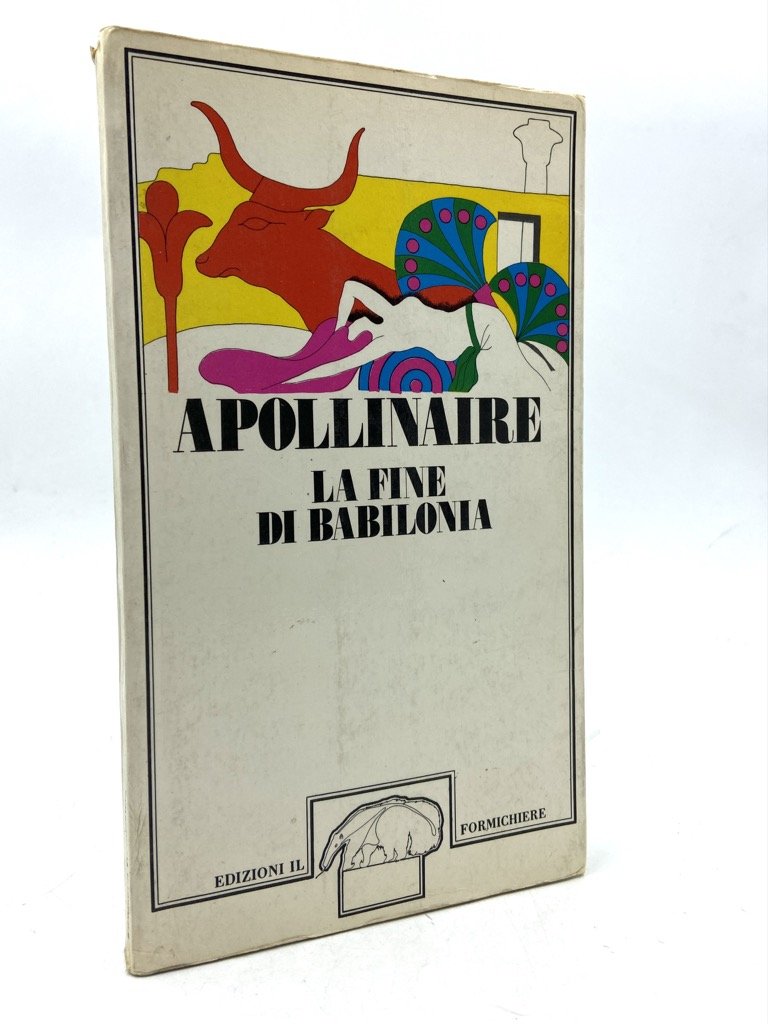 APOLLINAIRE
LA FINE
DI BABILONIA
EDIZIONI IL FORMICHIERE